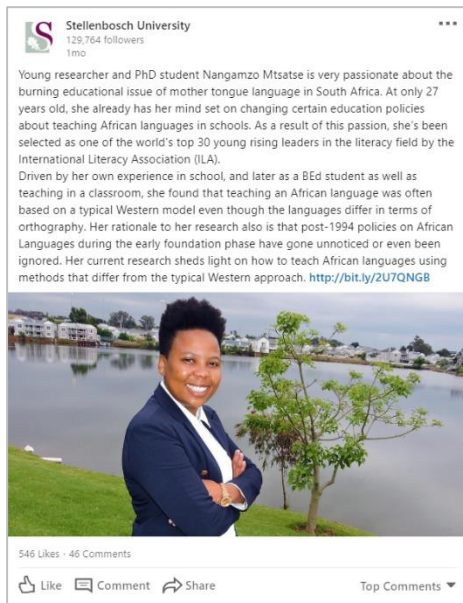 Stellenbosch University
129,764 followers
1mo
Young researcher and PhD student Nangamzo Mtsatse is very passionate about the
burning educational issue of mother tongue language in South Africa. At only 27
years old, she already has her mind set on changing certain education policies
about teaching African languages in schools. As a result of this passion, she's been
selected as one of the world's top 30 young rising leaders in the literacy field by the
International Literacy Association (ILA).
Driven by her own experience in school, and later as a BEd student as well as
teaching in a classroom, she found that teaching an African language was often
based on a typical Western model even though the languages differ in terms of
orthography. Her rationale to her research also is that post-1994 policies on African
Languages during the early foundation phase have gone unnoticed or even been
ignored. Her current research sheds light on how to teach African languages using
methods that differ from the typical Western approach. http://bit.ly/2U7QNGB
546 Likes · 46 Comments
Like Comment Share Top Comments